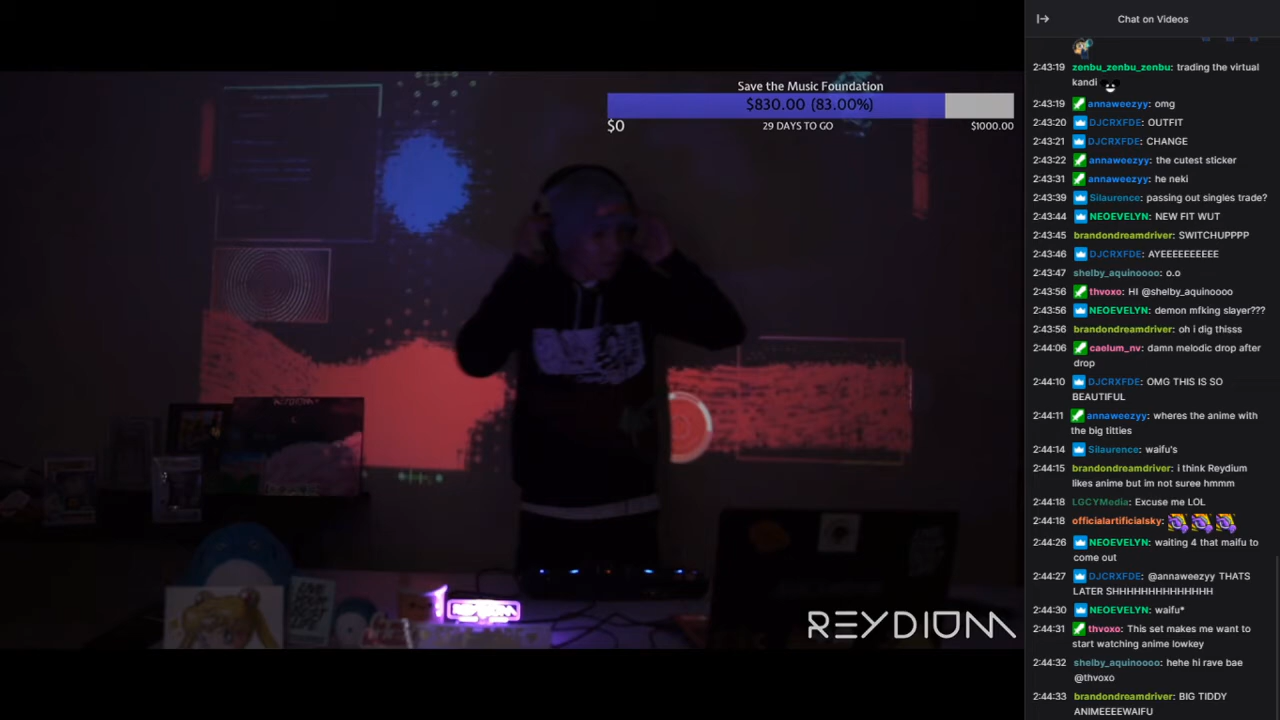 Save the Music Foundation
$830.00 (83.00%)
$0
29 DAYS TO GO
$1000.00
REYDIUM
REYDIUM
Chat on Videos
2:43:19 zenbu_zenbu_zenbu: trading the virtual
kandi
2:43:19 annaweezyy: omg
2:43:20 DJCRXFDE: OUTFIT
2:43:21 DJCRXFDE: CHANGE
2:43:22 annaweezyy: the cutest sticker
2:43:31 annaweezyy: he neki
2:43:39 Silaurence: passing out singles trade?
2:43:44 NEOEVELYN: NEW FIT WUT
2:43:45 brandondreamdriver: SWITCHUPPPP
2:43:46 DJCRXFDE: AYEEEEEEEEEE
2:43:47 shelby_aquinoooo: o.o
2:43:56 thvoxo: HI @shelby_aquinoooo
2:43:56 NEOEVELYN: demon mfking slayer???
2:43:56 brandondreamdriver: oh i dig thisss
2:44:06 caelum_nv: damn melodic drop after
drop
2:44:10 DJCRXFDE: OMG THIS IS SO
BEAUTIFUL
2:44:11 annaweezyy: wheres the anime with
the big titties
2:44:14 Silaurence: waifu's
2:44:15 brandondreamdriver: i think Reydium
likes anime but im not suree hmmm
2:44:18 LGCYMedia: Excuse me LOL
2:44:18 officialartificialsky:
2:44:26 NEOEVELYN: waiting 4 that maifu to
come out
2:44:27 DJCRXFDE: @annaweezyy THATS
LATER SHHHHHHHHHHHHHH
2:44:30 NEOEVELYN: waifu*
2:44:31 thvoxo: This set makes me want to
start watching anime lowkey
2:44:32 shelby_aquinoooo: hehe hi rave bae
@thvoxo
2:44:33 brandondreamdriver: BIG TIDDY
ANIMEEEEWAIFU